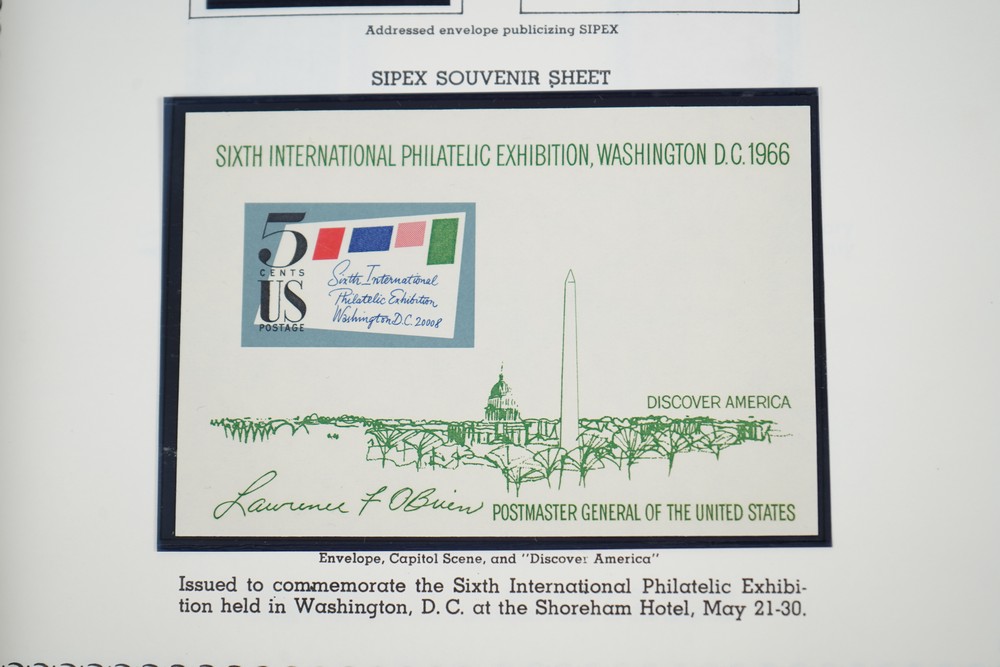 Addressed envelope publicizing SIPEX
SIPEX SOUVENIR SHEET
SIXTH INTERNATIONAL PHILATELIC EXHIBITION, WASHINGTON D.C. 1966
5
CENTS
US
POSTAGE
Sixth International
Philatelic Exhibition
Washington D.C. 20008
DISCOVER AMERICA
Lawrence F O'Brien
POSTMASTER GENERAL OF THE UNITED STATES
Envelope, Capitol Scene, and "Discover America"
Issued to commemorate the Sixth International Philatelic Exhibi-
tion held in Washington, D. C. at the Shoreham Hotel, May 21-30.